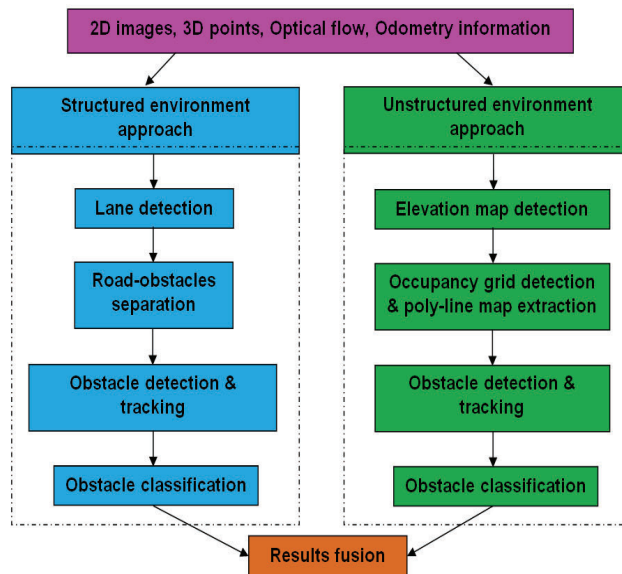 2D images, 3D points, Optical flow, Odometry information
Structured environment
approach
Lane detection
Road-obstacles
separation
Obstacle detection &
tracking
Obstacle classification
Unstructured environment
approach
Elevation map detection
Occupancy grid detection
& poly-line map extraction
Obstacle detection &
tracking
Obstacle classification
Results fusion